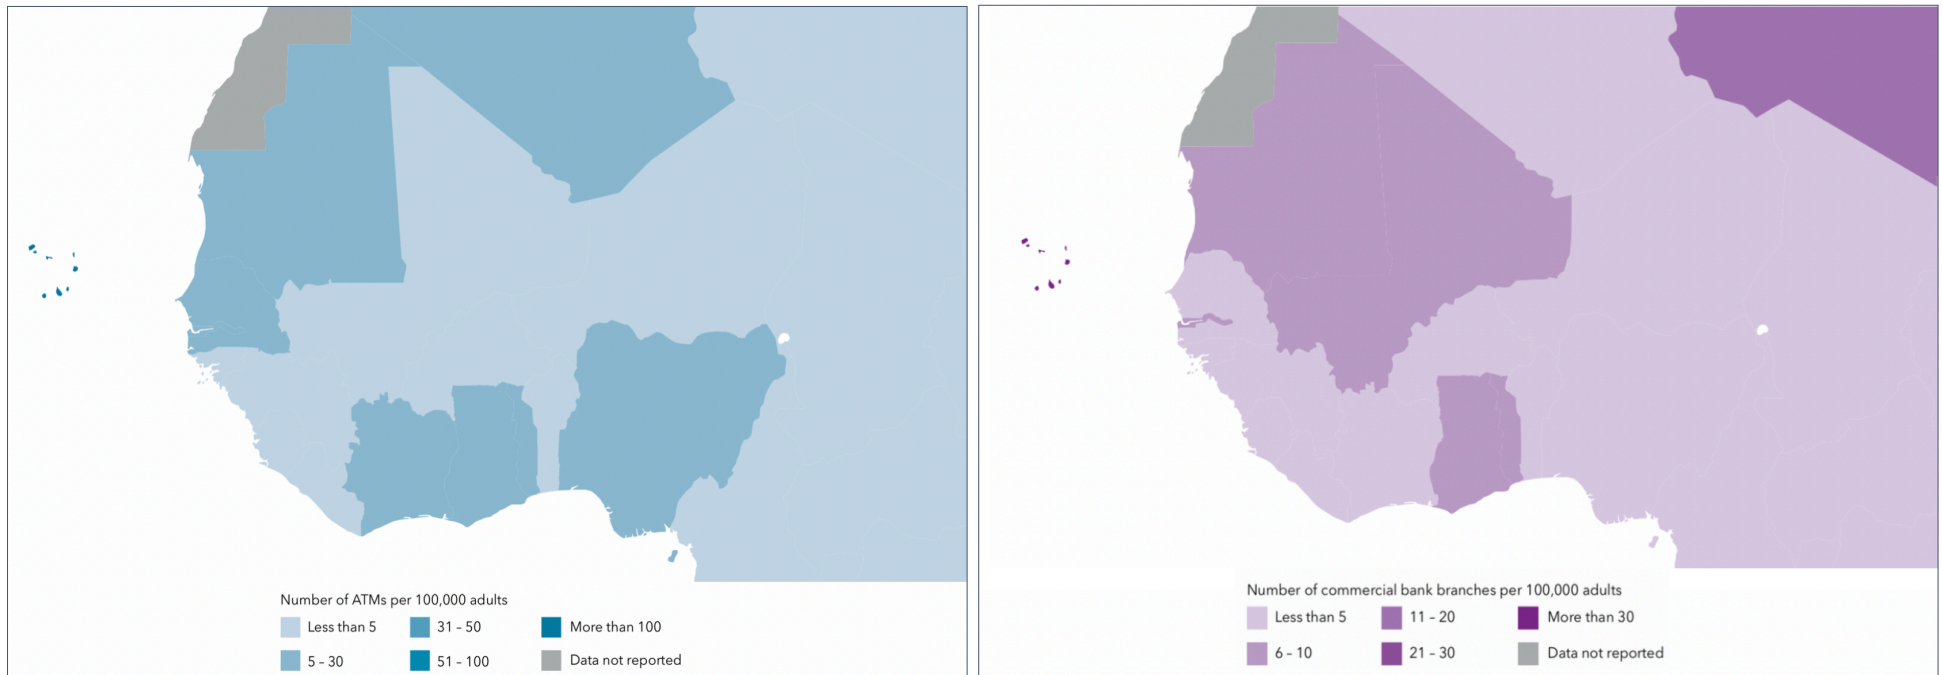 Number of ATMs per 100,000 adults
Less than 5
31 – 50
More than 100
5 – 30
51 – 100
Data not reported
Number of commercial bank branches per 100,000 adults
Less than 5
11 – 20
More than 30
6 – 10
21 – 30
Data not reported